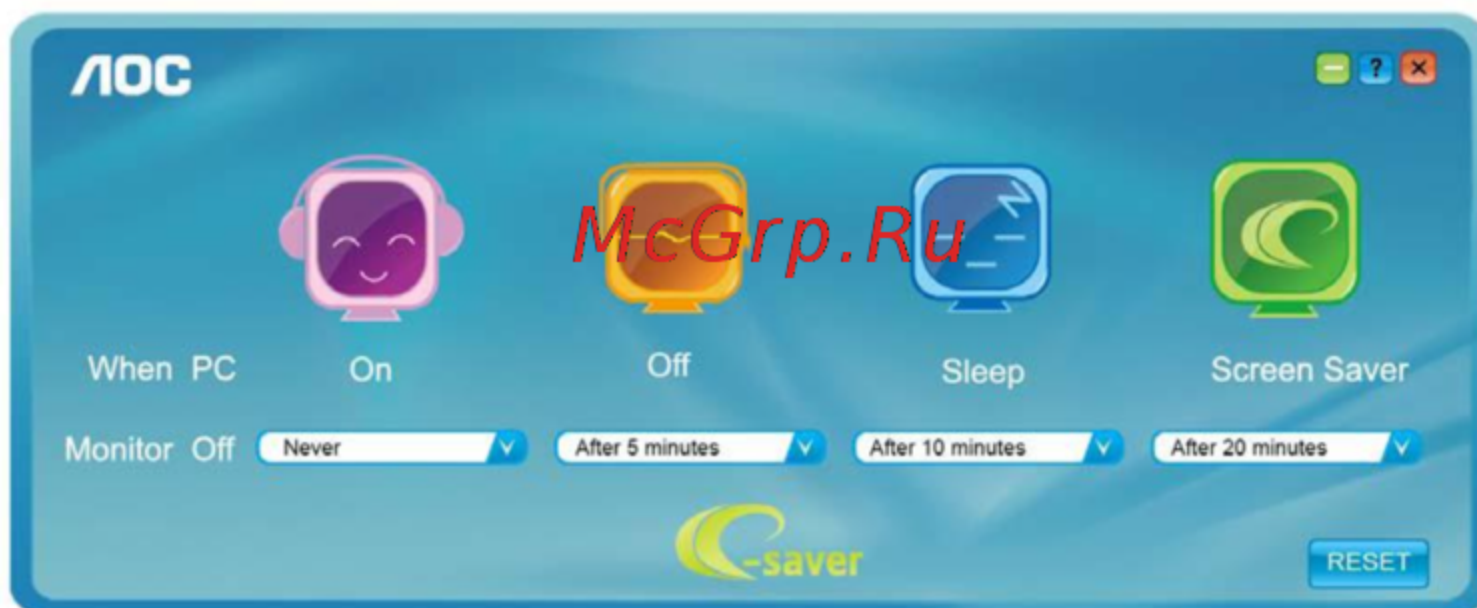 AOC
?
McGrp.Ru
When PC On Off Sleep Screen Saver
Monitor Off Never After 5 minutes After 10 minutes After 20 minutes
e-saver
RESET